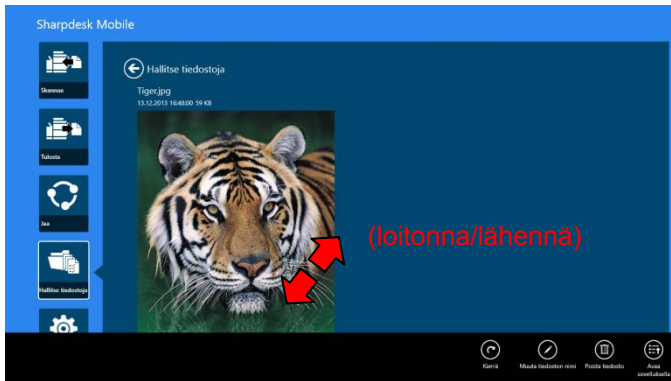 Sharpdesk Mobile
Skannaa
Tulosta
Jaa
Hallitse tiedostoja
Hallitse tiedostoja
Tiger.jpg
13.12.2013 16:48:00 59 KB
(loitonna/lähennä)
Kierrä
Muuta tiedoston nimi
Poista tiedosto
Avaa
sovelluksella